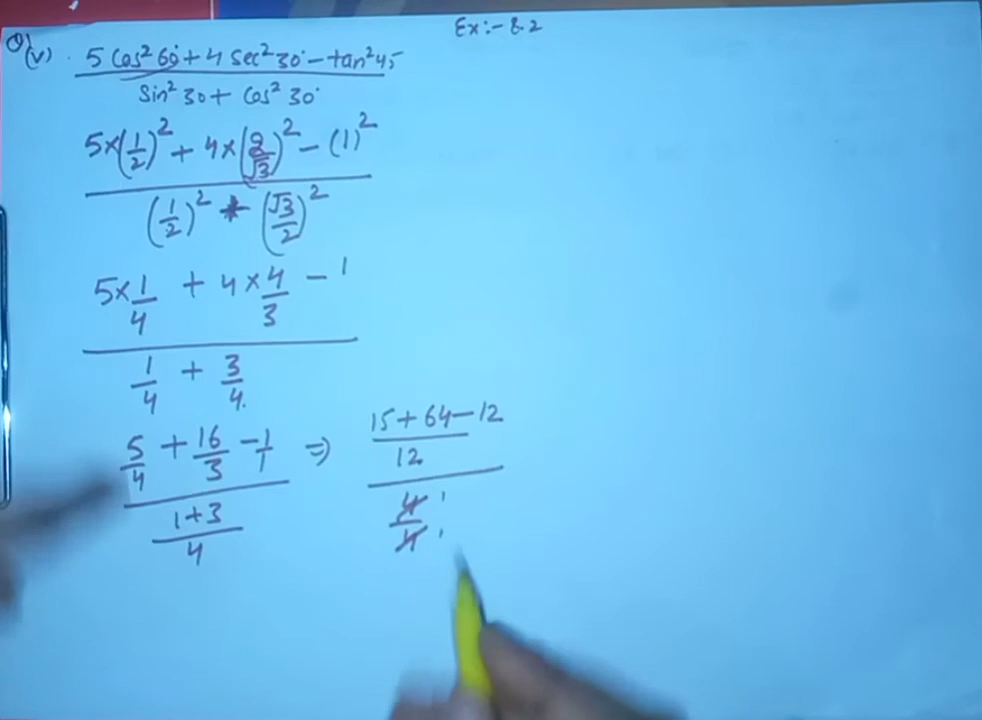 Ex:- 8.2
Q1
(v) . 5 Cos² 60° + 4 Sec² 30° - tan² 45
Sin² 30 + Cos² 30°
5×(1/2)² + 4×(2/√3)² - (1)²
(1/2)² + (√3/2)²
5×1/4 + 4×4/3 - 1
1/4 + 3/4.
5/4 + 16/3 - 1/1 ⇒ 15+64-12/12
1+3/4
4/4 1 1